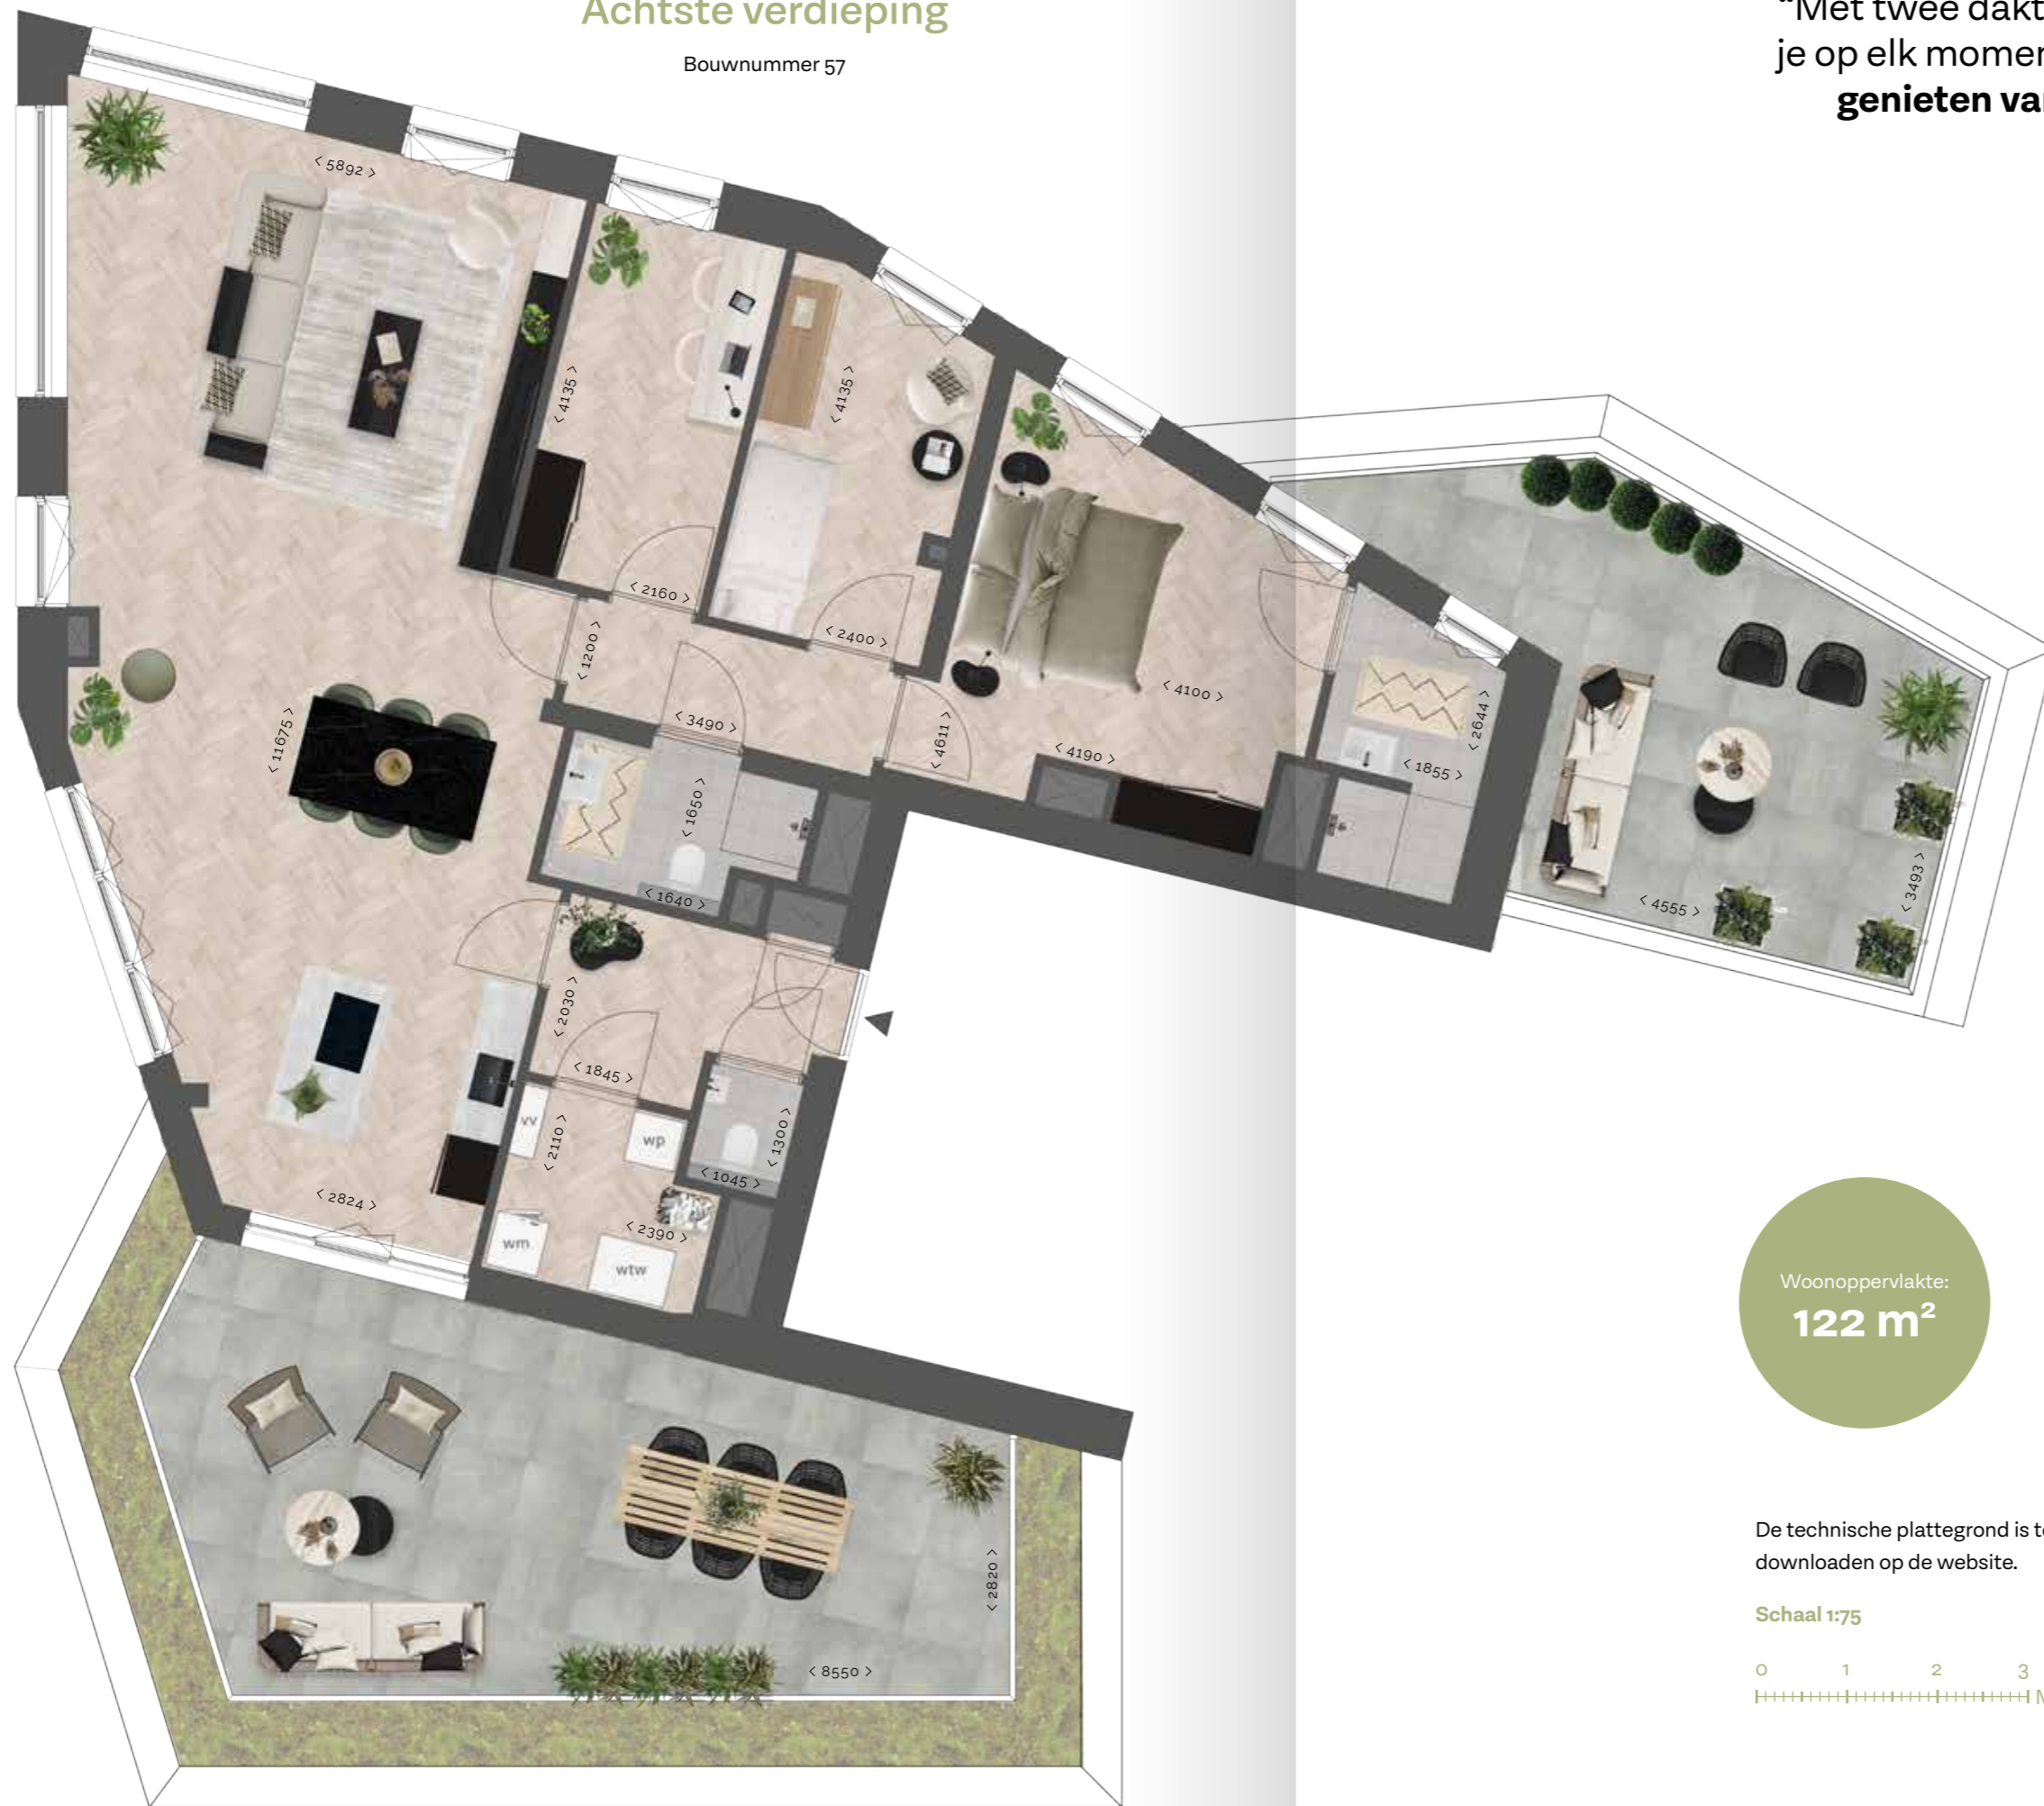 Achtste verdieping
Bouwnummer 57
"Met twee dakt
je op elk momen
genieten va
< 5892 >
< 4135 >
< 4135 >
< 2160 >
< 1200 >
< 2400 >
< 3490 >
< 4611 >
< 4100 >
< 4190 >
< 2644 >
< 1855 >
< 11675 >
< 1650 >
< 1640 >
< 4555 >
< 3493 >
< 2030 >
< 1845 >
vv
< 2110 >
wp
< 1300 >
< 1045 >
< 2824 >
wm
< 2390 >
wtw
< 2820 >
< 8550 >
Woonoppervlakte:
122 m²
De technische plattegrond is te
downloaden op de website.
Schaal 1:75
0 1 2 3